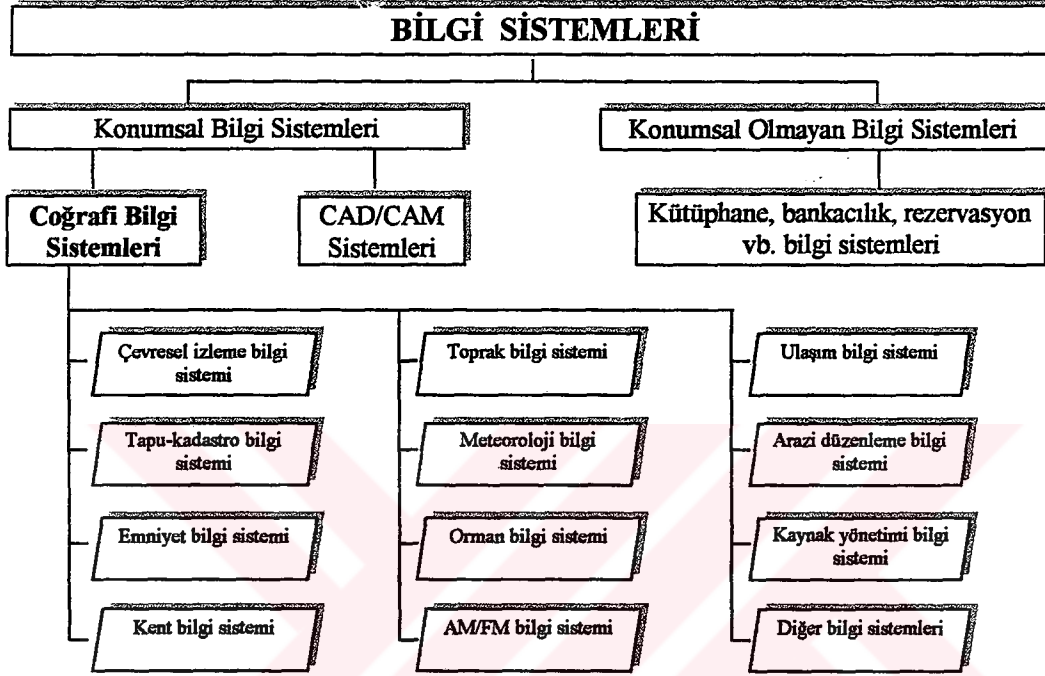 BİLGİ SİSTEMLERİ
Konumsal Bilgi Sistemleri
Konumsal Olmayan Bilgi Sistemleri
Coğrafi Bilgi
Sistemleri
CAD/CAM
Sistemleri
Kütüphane, bankacılık, rezervasyon
vb. bilgi sistemleri
Çevresel izleme bilgi
sistemi
Toprak bilgi sistemi
Ulaşım bilgi sistemi
Tapu-kadastro bilgi
sistemi
Meteoroloji bilgi
sistemi
Arazi düzenleme bilgi
sistemi
Emniyet bilgi sistemi
Orman bilgi sistemi
Kaynak yönetimi bilgi
sistemi
Kent bilgi sistemi
AM/FM bilgi sistemi
Diğer bilgi sistemleri